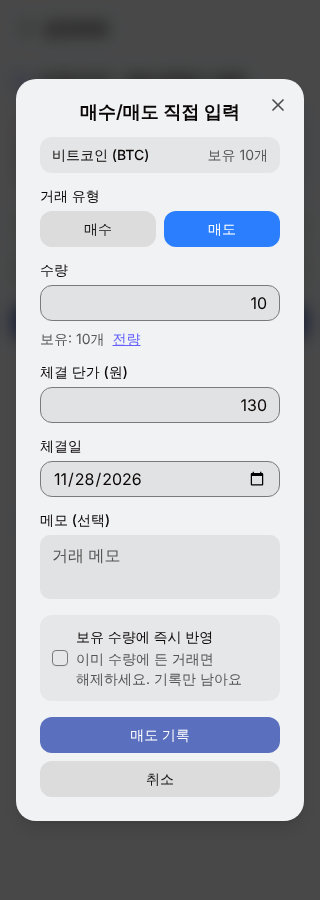 매수/매도 직접 입력
비트코인 (BTC) 보유 10개
거래 유형
매수 매도
수량
10
보유: 10개 전량
체결 단가 (원)
130
체결일
11/28/2026
메모 (선택)
거래 메모
보유 수량에 즉시 반영
이미 수량에 든 거래면
해제하세요. 기록만 남아요
매도 기록
취소